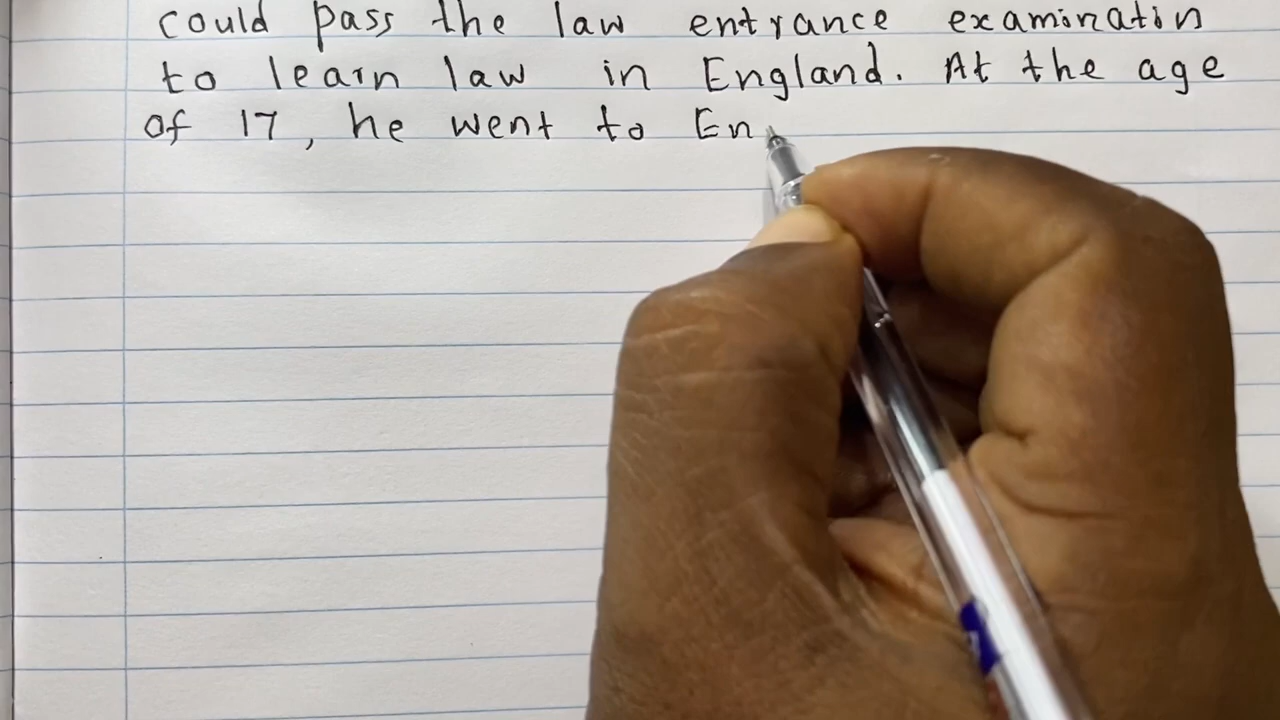 could pass the law entrance examinatin
to learn law in England. At the age
of 17, he went to En